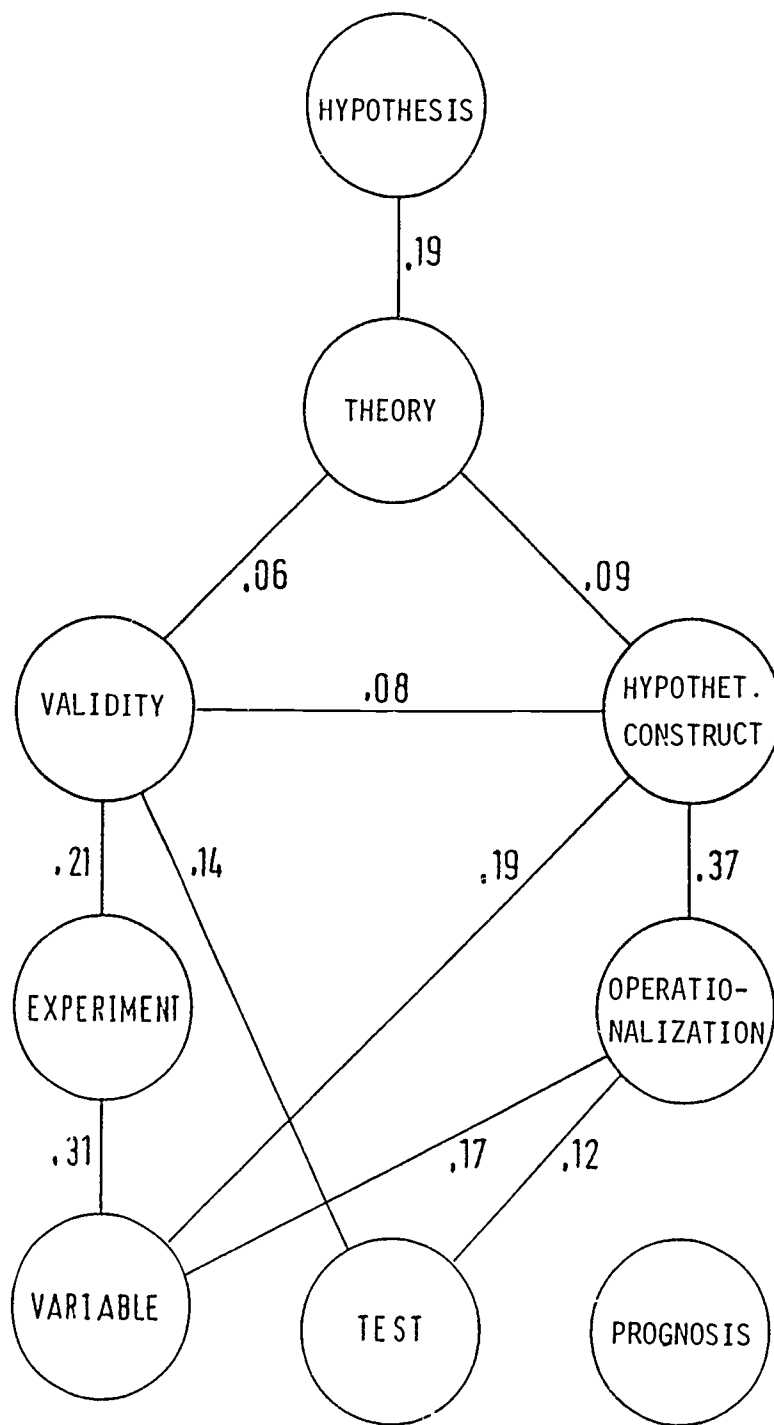 HYPOTHESIS
.19
THEORY
.06
.09
VALIDITY
.08
HYPOTHET.
CONSTRUCT
.21
.14
.19
.37
EXPERIMENT
OPERATIO-
NALIZATION
.31
.17
.12
VARIABLE
TEST
PROGNOSIS